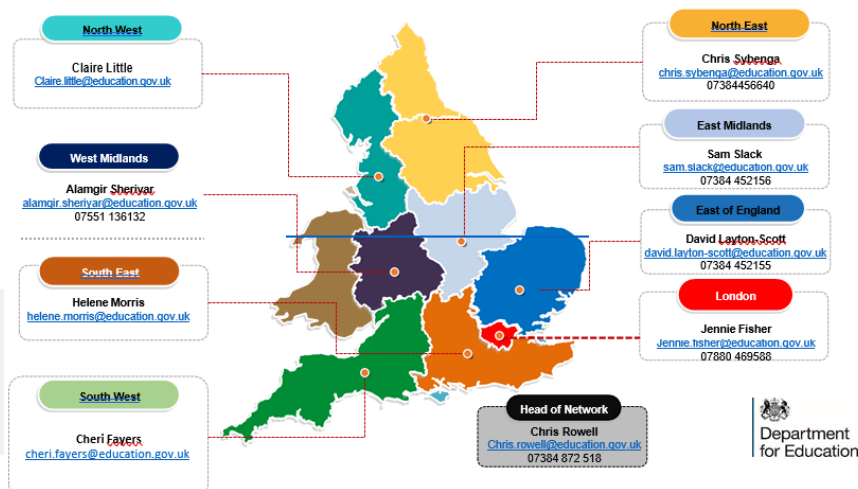 North West
Claire Little
Claire.little@education.gov.uk
West Midlands
Alamgir Sheriyar
alamgir.sheriyar@education.gov.uk
07551 136132
South East
Helene Morris
helene.morris@education.gov.uk
South West
Cheri Fayers
cheri.fayers@education.gov.uk
North East
Chris Sybenga
chris.sybenga@education.gov.uk
07384456640
East Midlands
Sam Slack
sam.slack@education.gov.uk
07384 452156
East of England
David Layton-Scott
david.layton-scott@education.gov.uk
07384 452155
London
Jennie Fisher
Jennie.fisher@education.gov.uk
07880 469588
Head of Network
Chris Rowell
Chris.rowell@education.gov.uk
07384 872 518
Department
for Education